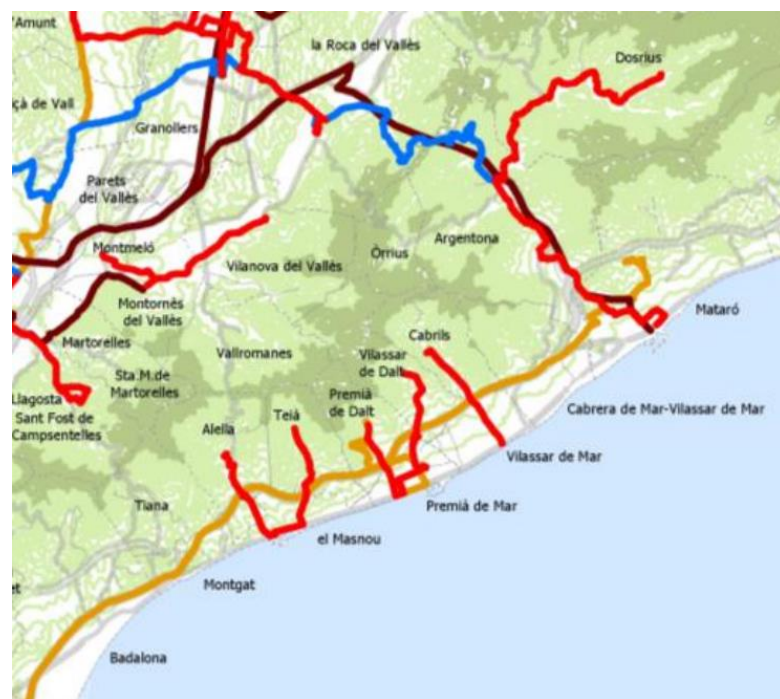 'Amunt
la Roca del Vallès
Dosrius
çà de Vall
Granollers
Parets
del Vallès
Montmeló
Vilanova del Vallès
Òrrius
Argentona
Montornès
del Vallès
Mataró
Martorelles
Vallromanes
Cabrils
Vilassar
de Dalt
Sta.M.de
Martorelles
Llagosta
Sant Fost de
Campsentelles
Premià
de Dalt
Teià
Alella
Cabrera de Mar-Vilassar de Mar
Vilassar de Mar
Tiana
Premià de Mar
el Masnou
et
Montgat
Badalona